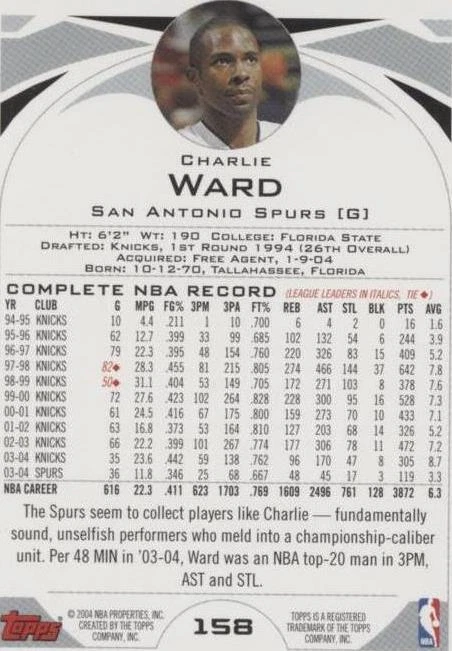 CHARLIE
WARD
SAN ANTONIO SPURS [G]
HT: 6'2" WT: 190 COLLEGE: FLORIDA STATE
DRAFTED: KNICKS, 1ST ROUND 1994 (26TH OVERALL)
ACQUIRED: FREE AGENT, 1-9-04
BORN: 10-12-70, TALLAHASSEE, FLORIDA
COMPLETE NBA RECORD (LEAGUE LEADERS IN ITALICS, TIE ◆)
YR CLUB G MPG FG% 3PM 3PA FT% REB AST STL BLK PTS AVG
94-95 KNICKS 10 4.4 .211 1 10 .700 6 4 2 0 16 1.6
95-96 KNICKS 62 12.7 .399 33 99 .685 102 132 54 6 244 3.9
96-97 KNICKS 79 22.3 .395 48 154 .760 220 326 83 15 409 5.2
97-98 KNICKS 82◆ 28.3 .455 81 215 .805 274 466 144 37 642 7.8
98-99 KNICKS 50◆ 31.1 .404 53 149 .705 172 271 103 8 378 7.6
99-00 KNICKS 72 27.6 .423 102 264 .828 228 300 95 16 528 7.3
00-01 KNICKS 61 24.5 .416 67 175 .800 159 273 70 10 433 7.1
01-02 KNICKS 63 16.8 .373 53 164 .810 127 203 68 14 326 5.2
02-03 KNICKS 66 22.2 .399 101 267 .774 177 306 78 11 472 7.2
03-04 KNICKS 35 23.6 .442 59 138 .762 96 170 47 8 305 8.7
03-04 SPURS 36 11.8 .346 25 68 .667 48 45 17 3 119 3.3
NBA CAREER 616 22.3 .411 623 1703 .769 1609 2496 761 128 3872 6.3
The Spurs seem to collect players like Charlie — fundamentally
sound, unselfish performers who meld into a championship-caliber
unit. Per 48 MIN in '03-04, Ward was an NBA top-20 man in 3PM,
AST and STL.
Topps
© 2004 NBA PROPERTIES, INC.
CREATED BY THE TOPPS
COMPANY, INC.
158
TOPPS IS A REGISTERED
TRADEMARK OF THE TOPPS
COMPANY, INC.
NBA